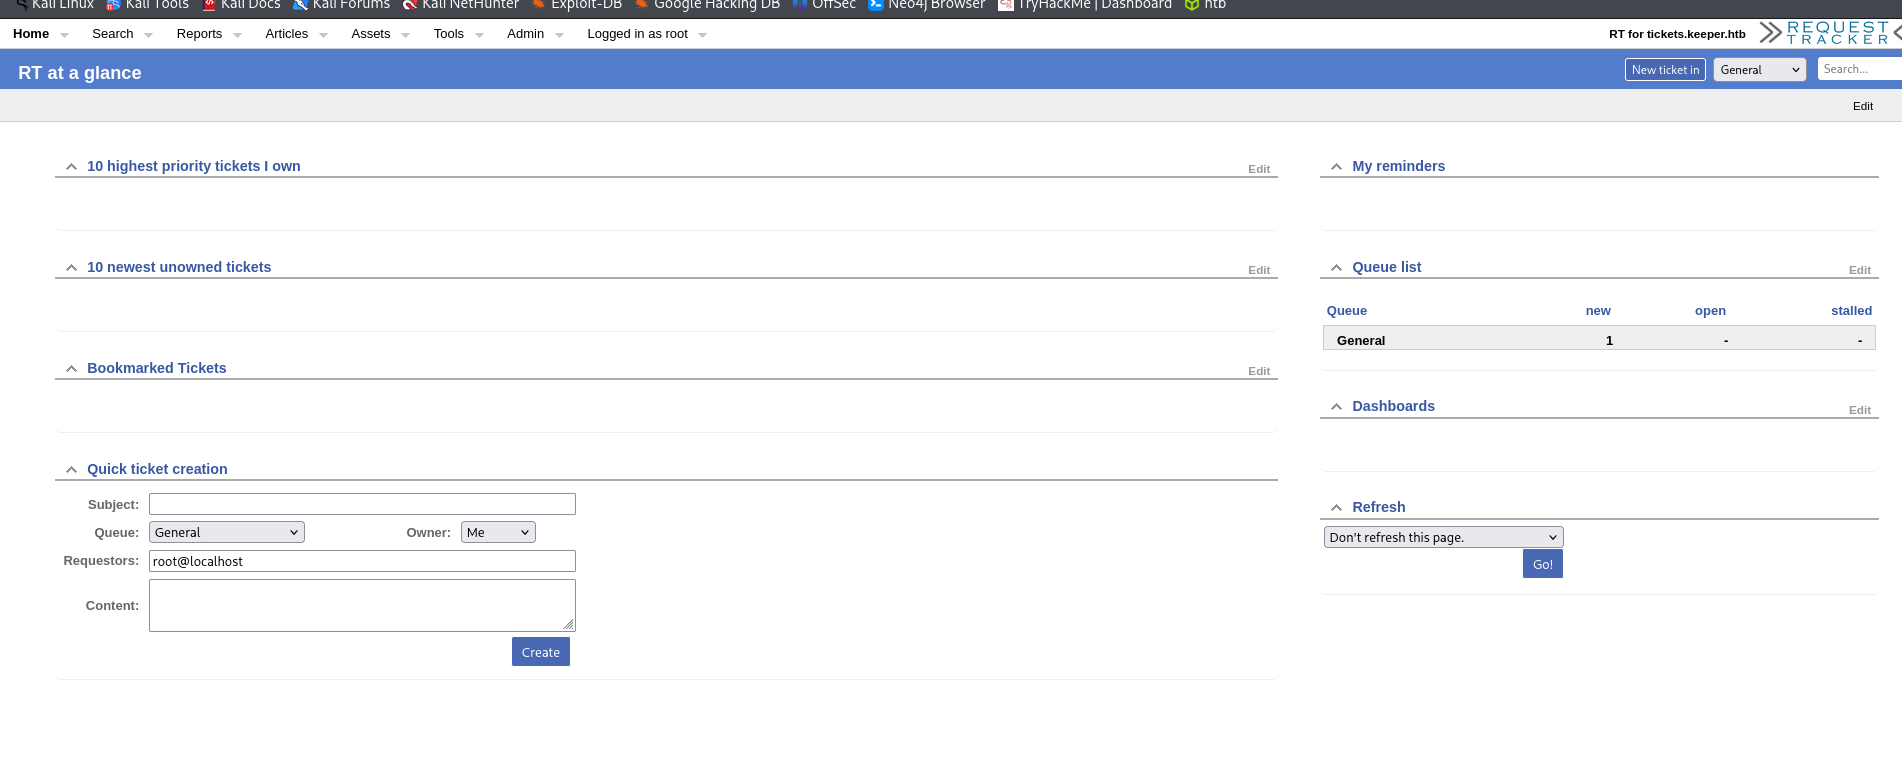 Kali Linux Kali Tools Kali Docs Kali Forums Kali NetHunter Exploit-DB Google Hacking DB OffSec Neo4j Browser TryHackMe | Dashboard htb
Home Search Reports Articles Assets Tools Admin Logged in as root RT for tickets.keeper.htb REQUEST TRACKER
RT at a glance New ticket in General Search...
Edit
10 highest priority tickets I own Edit
My reminders
10 newest unowned tickets Edit
Queue list Edit
Queue new open stalled
General 1 - -
Bookmarked Tickets Edit
Dashboards Edit
Quick ticket creation
Subject:
Queue: General Owner: Me
Requestors: root@localhost
Content:
Create
Refresh
Don't refresh this page.
Go!